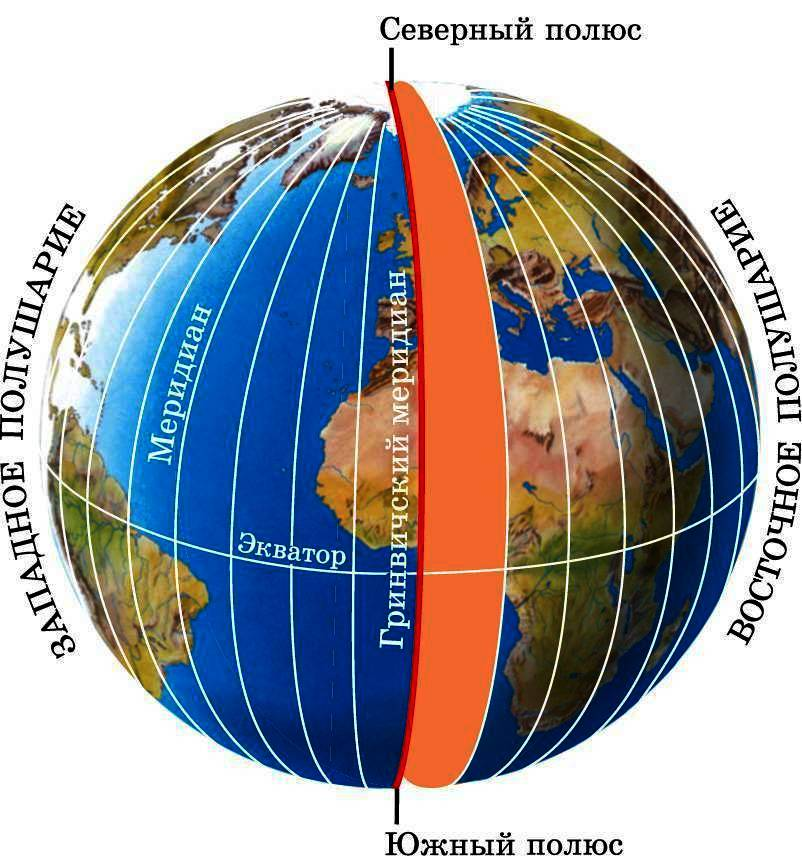 Северный полюс
ЗАПАДНОЕ ПОЛУШАРИЕ
ВОСТОЧНОЕ ПОЛУШАРИЕ
Меридиан
Гринвичский меридиан
Экватор
Южный полюс